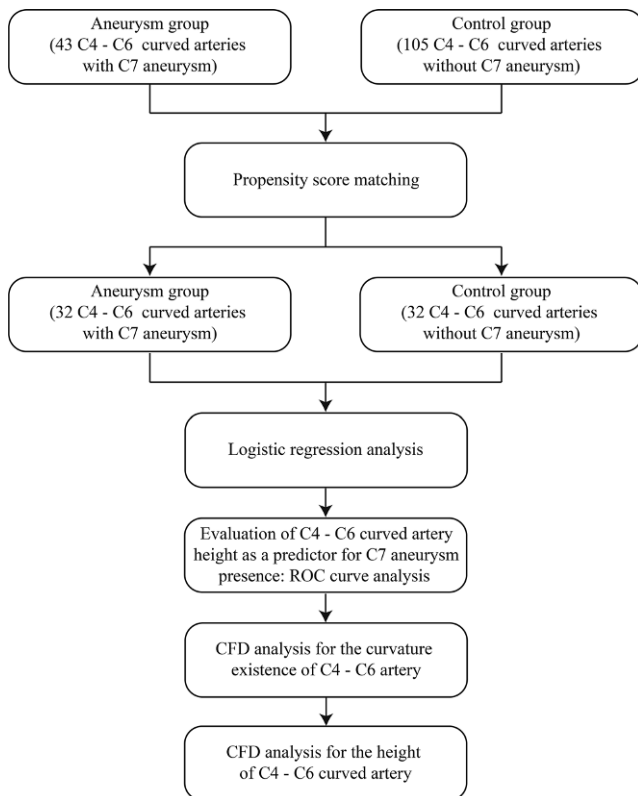 Aneurysm group
(43 C4 - C6 curved arteries
with C7 aneurysm)
Control group
(105 C4 - C6 curved arteries
without C7 aneurysm)
Propensity score matching
Aneurysm group
(32 C4 - C6 curved arteries
with C7 aneurysm)
Control group
(32 C4 - C6 curved arteries
without C7 aneurysm)
Logistic regression analysis
Evaluation of C4 - C6 curved artery
height as a predictor for C7 aneurysm
presence: ROC curve analysis
CFD analysis for the curvature
existence of C4 - C6 artery
CFD analysis for the height
of C4 - C6 curved artery